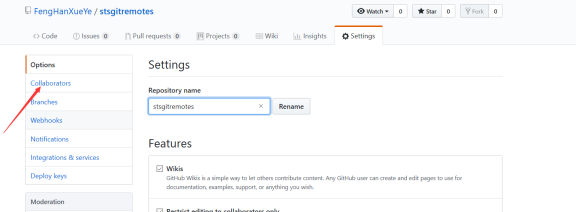 FengHanXueYe / stsgitremotes
Watch 0 Star 0 Fork 0
Code Issues 0 Pull requests 0 Projects 0 Wiki Insights Settings
Options
Collaborators
Branches
Webhooks
Notifications
Integrations & services
Deploy keys
Moderation
Settings
Repository name
stsgitremotes × Rename
Features
Wikis
GitHub Wikis is a simple way to let others contribute content. Any GitHub user can create and edit pages to use for
documentation, examples, support, or anything you wish.
Restrict editing to collaborators only